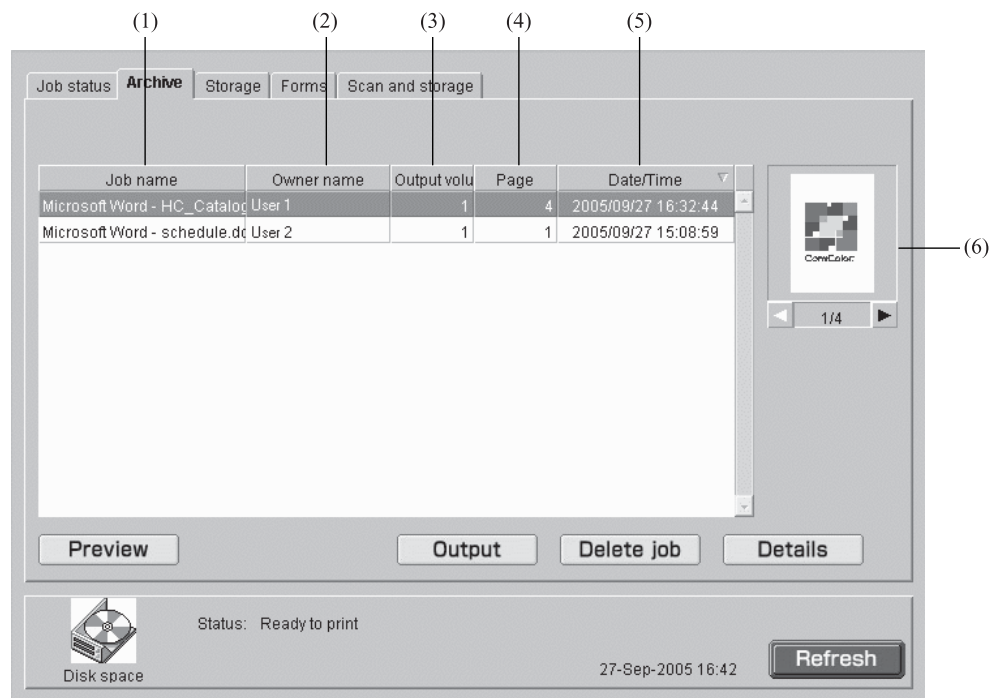 (1) (2) (3) (4) (5)
Job status Archive Storage Forms Scan and storage
Job name Owner name Output volu Page Date/Time
Microsoft Word - HC_Catalog User 1 1 4 2005/09/27 16:32:44
Microsoft Word - schedule.do User 2 1 1 2005/09/27 15:08:59
ComColor
(6)
1/4
Preview Output Delete job Details
Status: Ready to print
Disk space
27-Sep-2005 16:42
Refresh